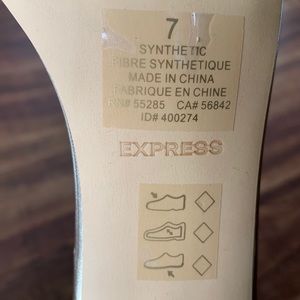 7
SYNTHETIC
FIBRE SYNTHETIQUE
MADE IN CHINA
FABRIQUE EN CHINE
RN# 55285 CA# 56842
ID# 400274
EXPRESS